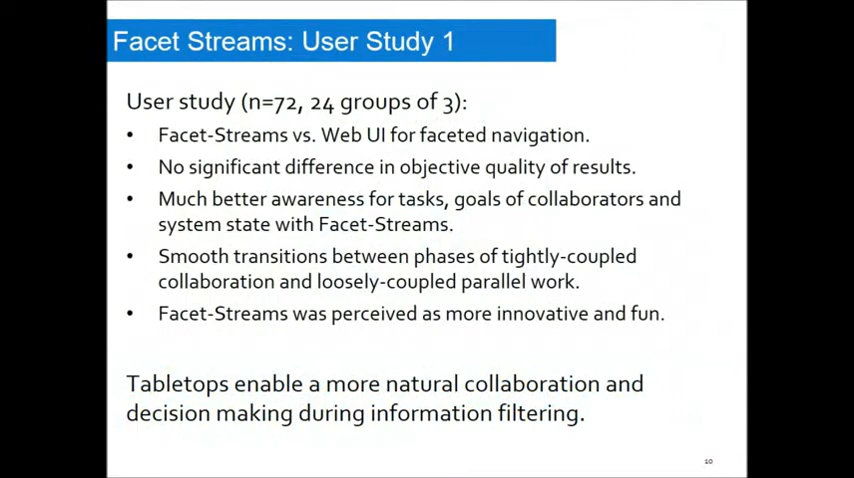 Facet Streams: User Study 1
User study (n=72, 24 groups of 3):
• Facet-Streams vs. Web UI for faceted navigation.
• No significant difference in objective quality of results.
• Much better awareness for tasks, goals of collaborators and
system state with Facet-Streams.
• Smooth transitions between phases of tightly-coupled
collaboration and loosely-coupled parallel work.
• Facet-Streams was perceived as more innovative and fun.
Tabletops enable a more natural collaboration and
decision making during information filtering.
10